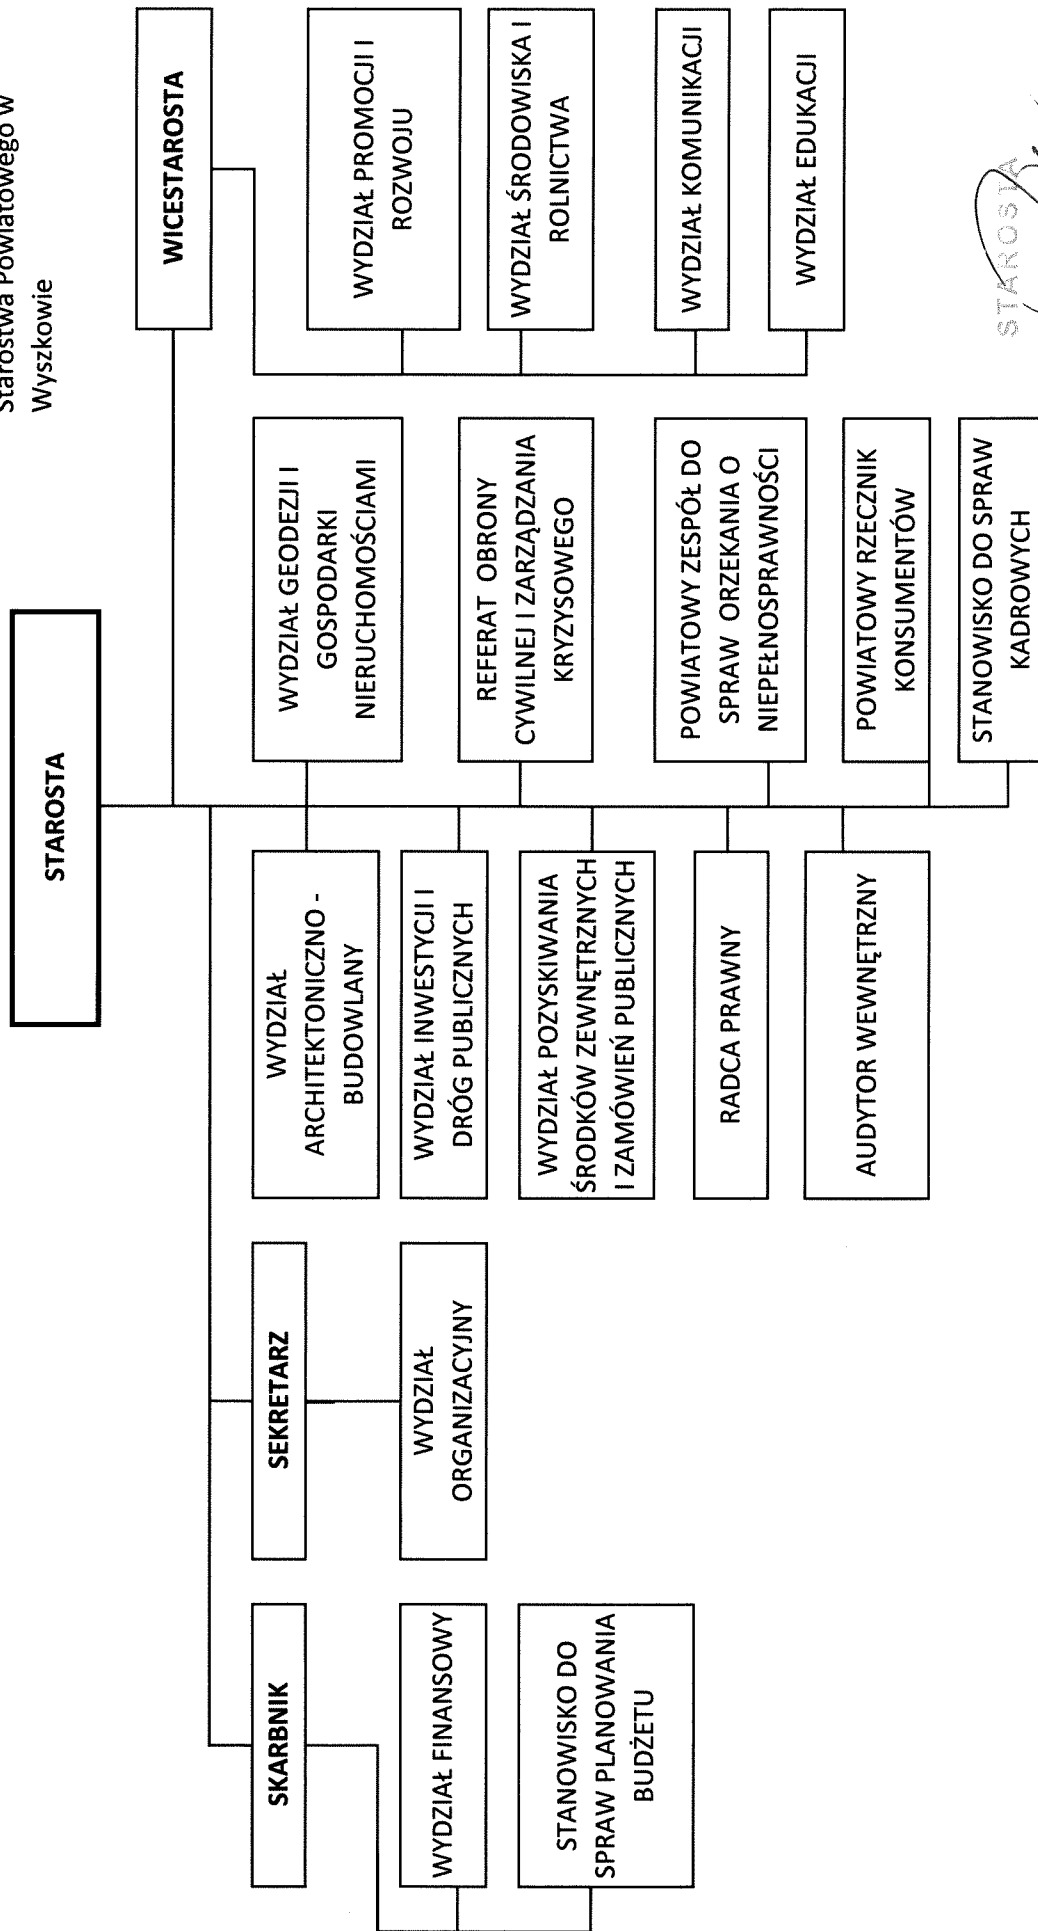 Starostwa Powiatowego w
Wyszkowie
STAROSTA
WICESTAROSTA
SKARBNIK
SEKRETARZ
WYDZIAŁ FINANSOWY
STANOWISKO DO
SPRAW PLANOWANIA
BUDŻETU
WYDZIAŁ
ORGANIZACYJNY
WYDZIAŁ
ARCHITEKTONICZNO -
BUDOWLANY
WYDZIAŁ INWESTYCJI I
DRÓG PUBLICZNYCH
WYDZIAŁ POZYSKIWANIA
ŚRODKÓW ZEWNĘTRZNYCH
I ZAMÓWIEŃ PUBLICZNYCH
RADCA PRAWNY
AUDYTOR WEWNĘTRZNY
WYDZIAŁ GEODEZJI I
GOSPODARKI
NIERUCHOMOŚCIAMI
REFERAT OBRONY
CYWILNEJ I ZARZĄDZANIA
KRYZYSOWEGO
POWIATOWY ZESPÓŁ DO
SPRAW ORZEKANIA O
NIEPEŁNOSPRAWNOŚCI
POWIATOWY RZECZNIK
KONSUMENTÓW
STANOWISKO DO SPRAW
KADROWYCH
WYDZIAŁ PROMOCJI I
ROZWOJU
WYDZIAŁ ŚRODOWISKA I
ROLNICTWA
WYDZIAŁ KOMUNIKACJI
WYDZIAŁ EDUKACJI
STAROSTA